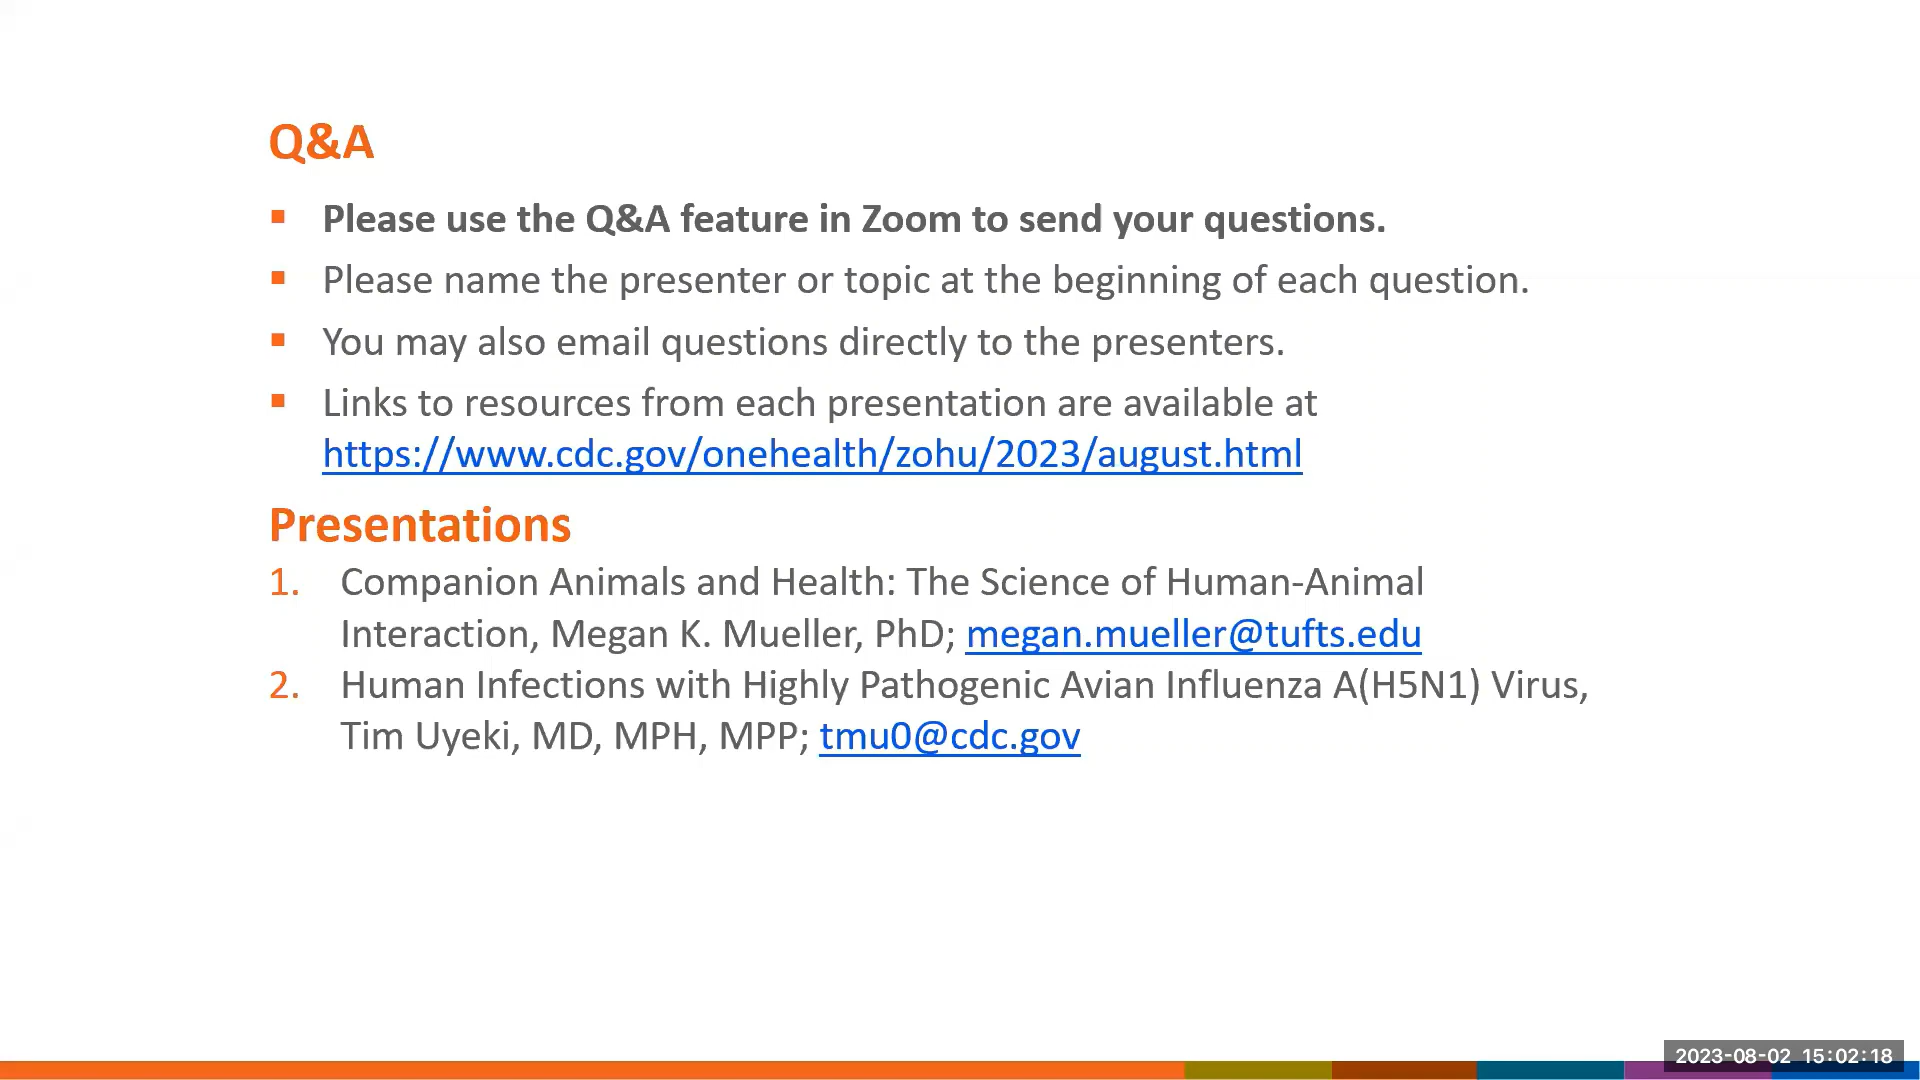 Q&A
▪ Please use the Q&A feature in Zoom to send your questions.
▪ Please name the presenter or topic at the beginning of each question.
▪ You may also email questions directly to the presenters.
▪ Links to resources from each presentation are available at
https://www.cdc.gov/onehealth/zohu/2023/august.html
Presentations
1. Companion Animals and Health: The Science of Human-Animal
Interaction, Megan K. Mueller, PhD; megan.mueller@tufts.edu
2. Human Infections with Highly Pathogenic Avian Influenza A(H5N1) Virus,
Tim Uyeki, MD, MPH, MPP; tmu0@cdc.gov
2023-08-02 15:02:18